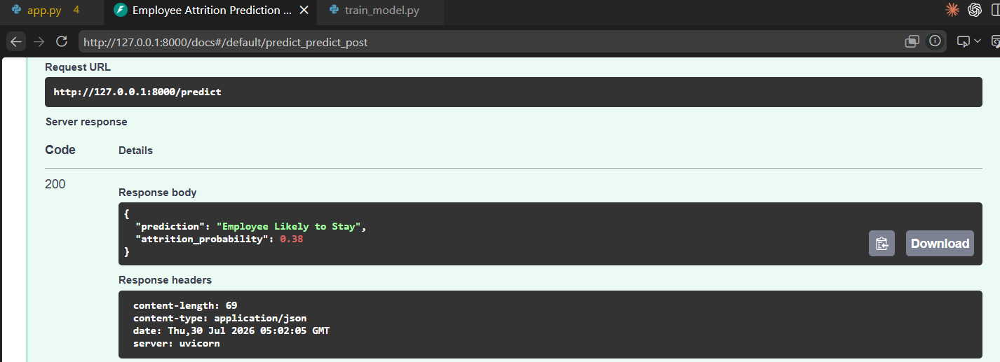 app.py 4 Employee Attrition Prediction ... train_model.py
http://127.0.0.1:8000/docs#/default/predict_predict_post
Request URL
http://127.0.0.1:8000/predict
Server response
Code Details
200
Response body
{
  "prediction": "Employee Likely to Stay",
  "attrition_probability": 0.38
}
Download
Response headers
content-length: 69
content-type: application/json
date: Thu,30 Jul 2026 05:02:05 GMT
server: uvicorn